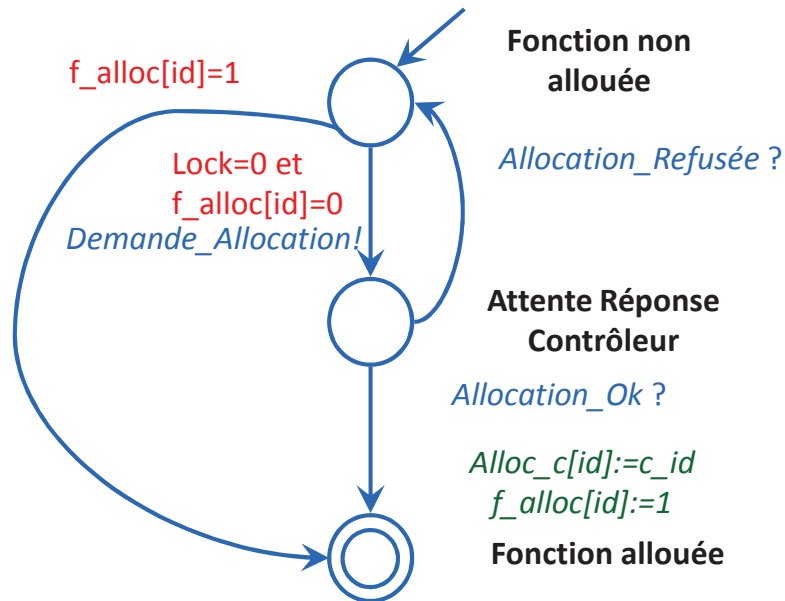 Fonction non
allouée
f_alloc[id]=1
Allocation_Refusée ?
Lock=0 et
f_alloc[id]=0
Demande_Allocation!
Attente Réponse
Contrôleur
Allocation_Ok ?
Alloc_c[id]:=c_id
f_alloc[id]:=1
Fonction allouée